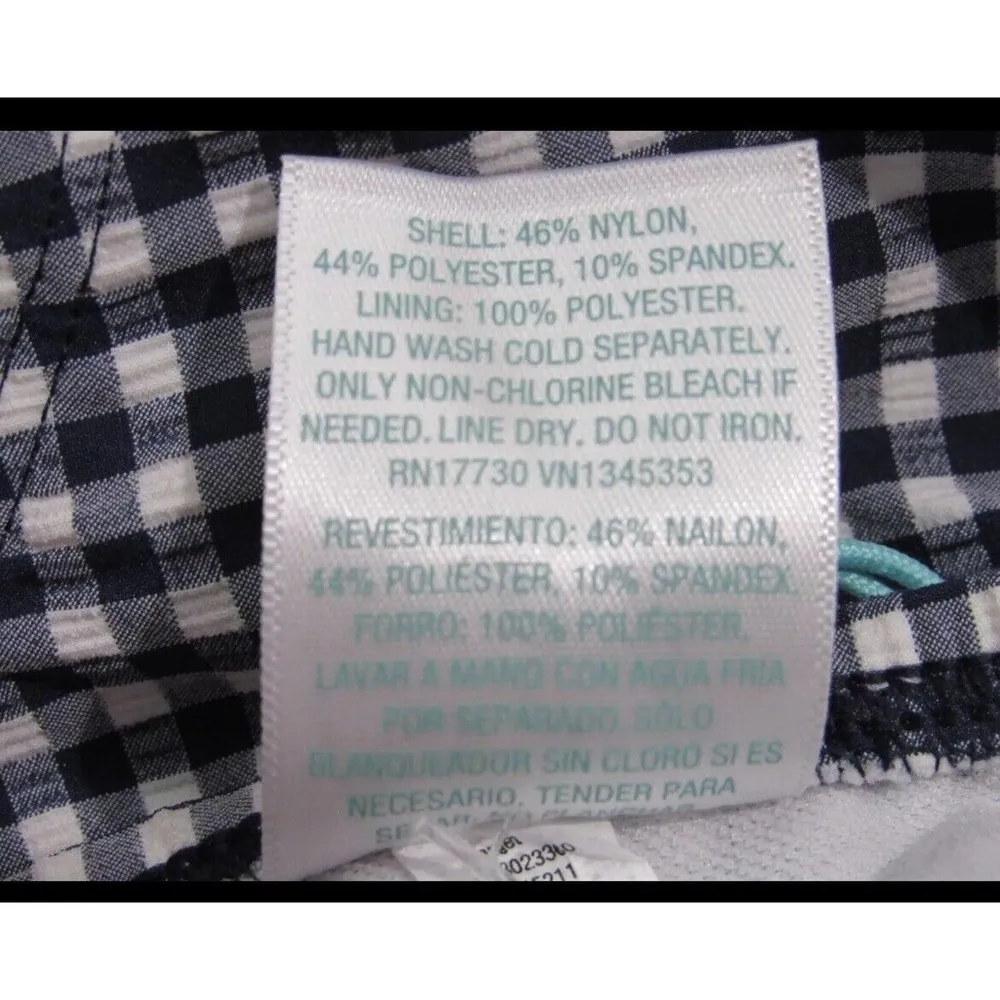 SHELL: 46% NYLON,
44% POLYESTER, 10% SPANDEX.
LINING: 100% POLYESTER.
HAND WASH COLD SEPARATELY.
ONLY NON-CHLORINE BLEACH IF
NEEDED. LINE DRY. DO NOT IRON.
RN17730 VN1345353
REVESTIMIENTO: 46% NAILON,
44% POLIÉSTER, 10% SPANDEX.
FORRO: 100% POLIÉSTER.
LAVAR A MANO CON AGUA FRIA
POR SEPARADO. SÓLO
BLANQUEADOR SIN CLORO SI ES
NECESARIO. TENDER PARA